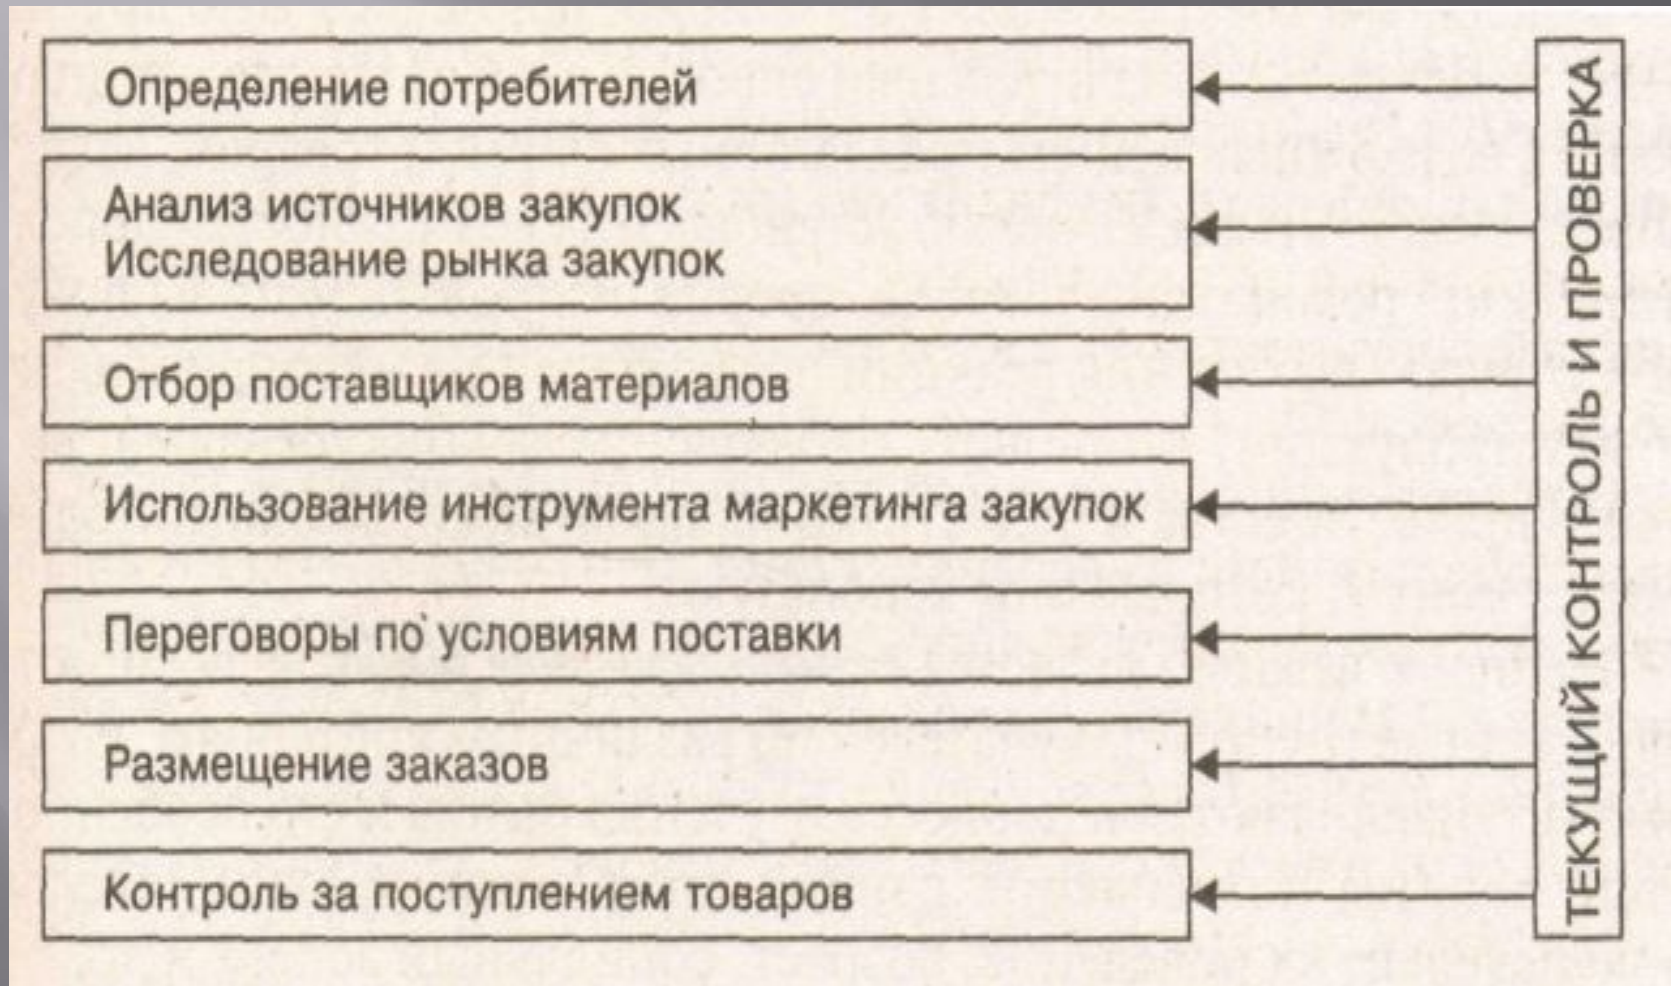 Определение потребителей
Анализ источников закупок
Исследование рынка закупок
Отбор поставщиков материалов
Использование инструмента маркетинга закупок
Переговоры по условиям поставки
Размещение заказов
Контроль за поступлением товаров
ТЕКУЩИЙ КОНТРОЛЬ И ПРОВЕРКА